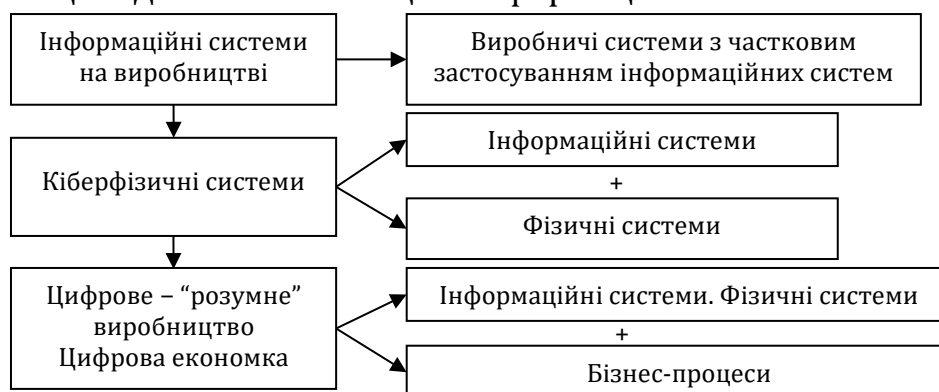 Інформаційні системи
на виробництві
Виробничі системи з частковим
застосуванням інформаційних систем
Кіберфізичні системи
Інформаційні системи
+
Фізичні системи
Цифрове – “розумне”
виробництво
Цифрова економка
Інформаційні системи. Фізичні системи
+
Бізнес-процеси